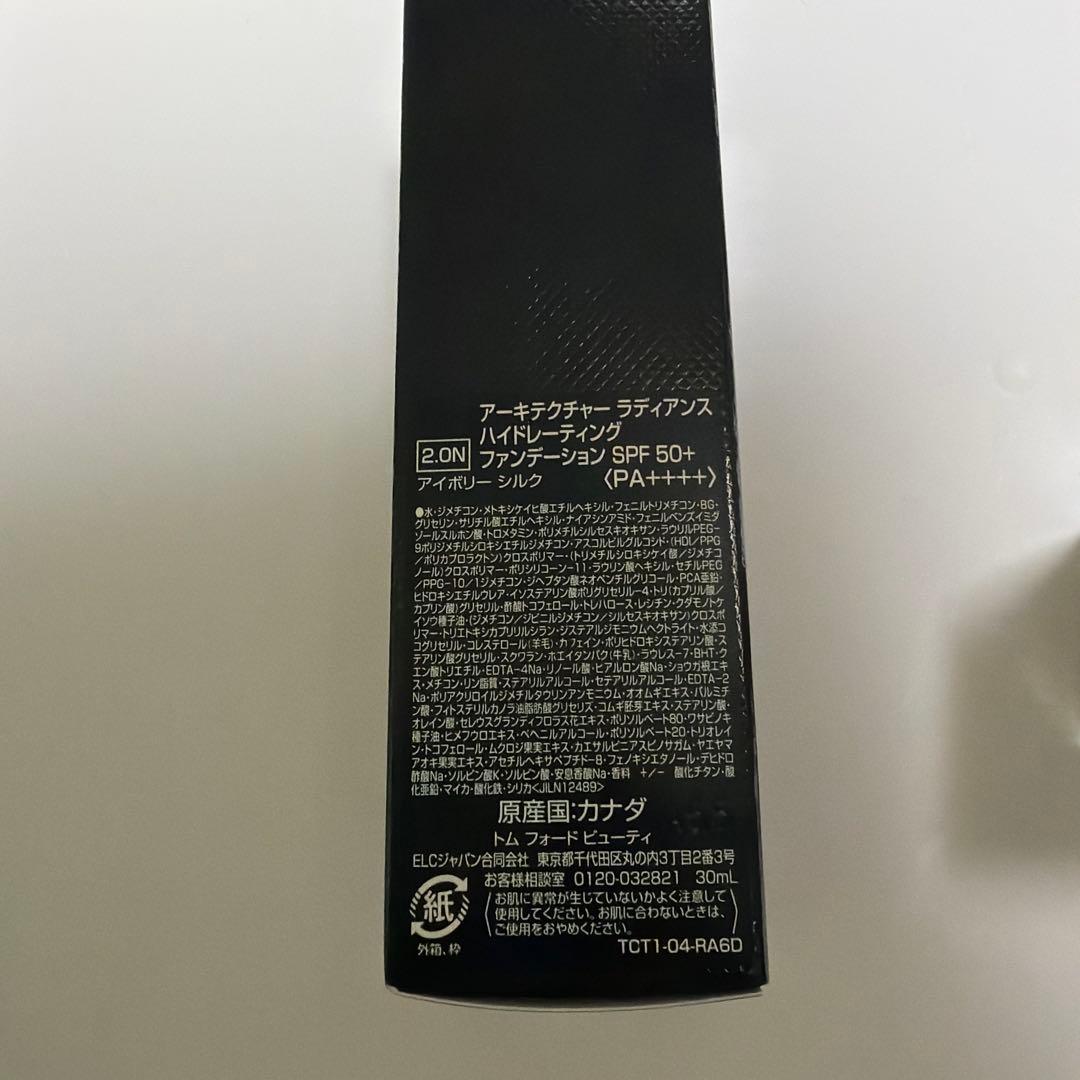 アーキテクチャー ラディアンス
ハイドレーティング
2.0N ファンデーション SPF 50+
アイボリー シルク 〈PA++++〉
●水・ジメチコン・メトキシケイヒ酸エチルヘキシル・フェニルトリメチコン・BG・
グリセリン・サリチル酸エチルヘキシル・ナイアシンアミド・フェニルベンズイミダ
ゾールスルホン酸・トロメタミン・ポリメチルシルセスキオキサン・ラウリルPEG-
9ポリジメチルシロキシエチルジメチコン・アスコルビルグルコシド・(HDI/PPG
/ポリカプロラクトン)クロスポリマー・(トリメチルシロキシケイ酸/ジメチコ
ノール)クロスポリマー・ポリシリコーン-11・ラウリン酸ヘキシル・セチルPEG
/PPG-10/1ジメチコン・ジヘプタン酸ネオペンチルグリコール・PCA亜鉛・
ヒドロキシエチルウレア・イソステアリン酸ポリグリセリル-4・トリ(カプリル酸/
カプリン酸)グリセリル・酢酸トコフェロール・トレハロース・レシチン・クダモノトケ
イソウ種子油・(ジメチコン/ジビニルジメチコン/シルセスキオキサン)クロスポ
リマー・トリエトキシカプリリルシラン・ジステアルジモニウムヘクトライト・水添コ
コグリセリル・コレステロール(羊毛)・カフェイン・ポリヒドロキシステアリン酸・ス
テアリン酸グリセリル・スクワラン・ホエイタンパク(牛乳)・ラウレス-7・BHT・ク
エン酸トリエチル・EDTA-4Na・リノール酸・ヒアルロン酸Na・ショウガ根エキ
ス・メチコン・リン脂質・ステアリルアルコール・セテアリルアルコール・EDTA-2
Na・ポリアクリロイルジメチルタウリンアンモニウム・オオムギエキス・パルミチ
ン酸・フィトステリルカノラ油脂肪酸グリセリズ・コムギ胚芽エキス・ステアリン酸・
オレイン酸・セレウスグランディフロラス花エキス・ポリソルベート80・ワサビノキ
種子油・ヒメフウロエキス・ベヘニルアルコール・ポリソルベート20・トリオレイ
ン・トコフェロール・ムクロジ果実エキス・カエサルピニアスピノサガム・ヤエヤマ
アオキ果実エキス・アセチルヘキサペプチド-8・フェノキシエタノール・デヒドロ
酢酸Na・ソルビン酸K・ソルビン酸・安息香酸Na・香料 +/− 酸化チタン・酸
化亜鉛・マイカ・酸化鉄・シリカ<JILN12489>
原産国:カナダ
トム フォード ビューティ
ELCジャパン合同会社 東京都千代田区丸の内3丁目2番3号
お客様相談室 0120-032821 30mL
紙
外箱、枠
お肌に異常が生じていないかよく注意して
使用してください。お肌に合わないときは、
ご使用をおやめください。
TCT1-04-RA6D